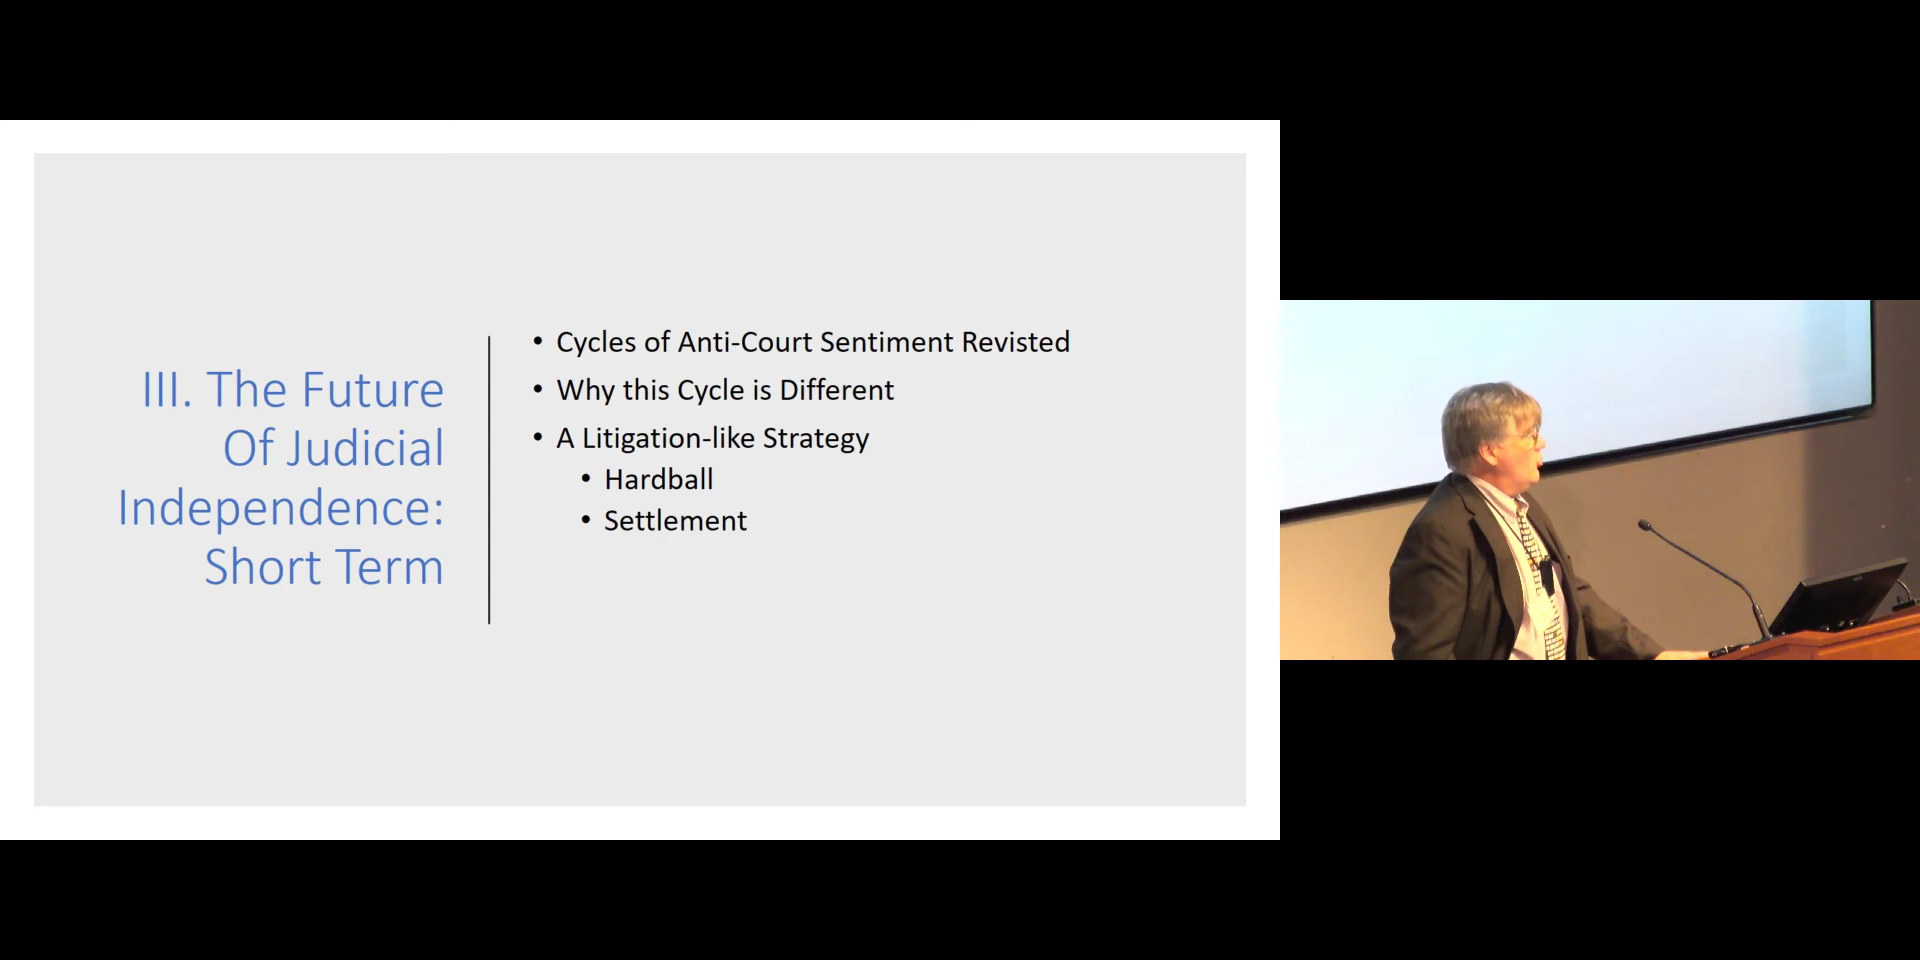 III. The Future
Of Judicial
Independence:
Short Term
• Cycles of Anti-Court Sentiment Revisted
• Why this Cycle is Different
• A Litigation-like Strategy
• Hardball
• Settlement